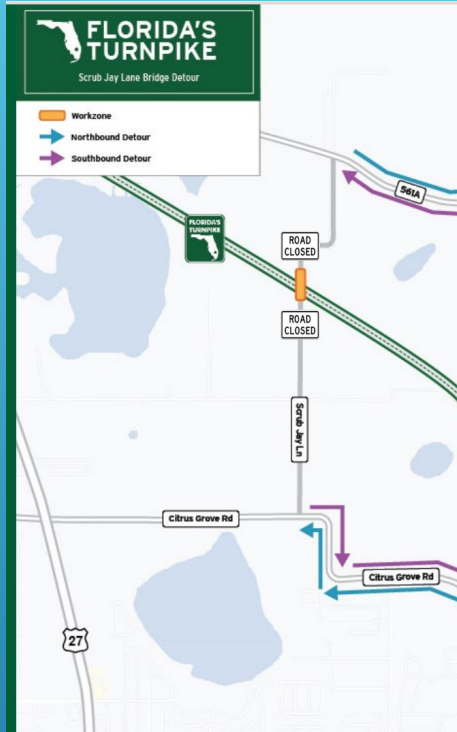 FLORIDA'S
TURNPIKE
Scrub Jay Lane Bridge Detour
Workzone
Northbound Detour
Southbound Detour
561A
FLORIDA'S
TURNPIKE
ROAD
CLOSED
ROAD
CLOSED
Scrub Jay Ln
Citrus Grove Rd
Citrus Grove Rd
27